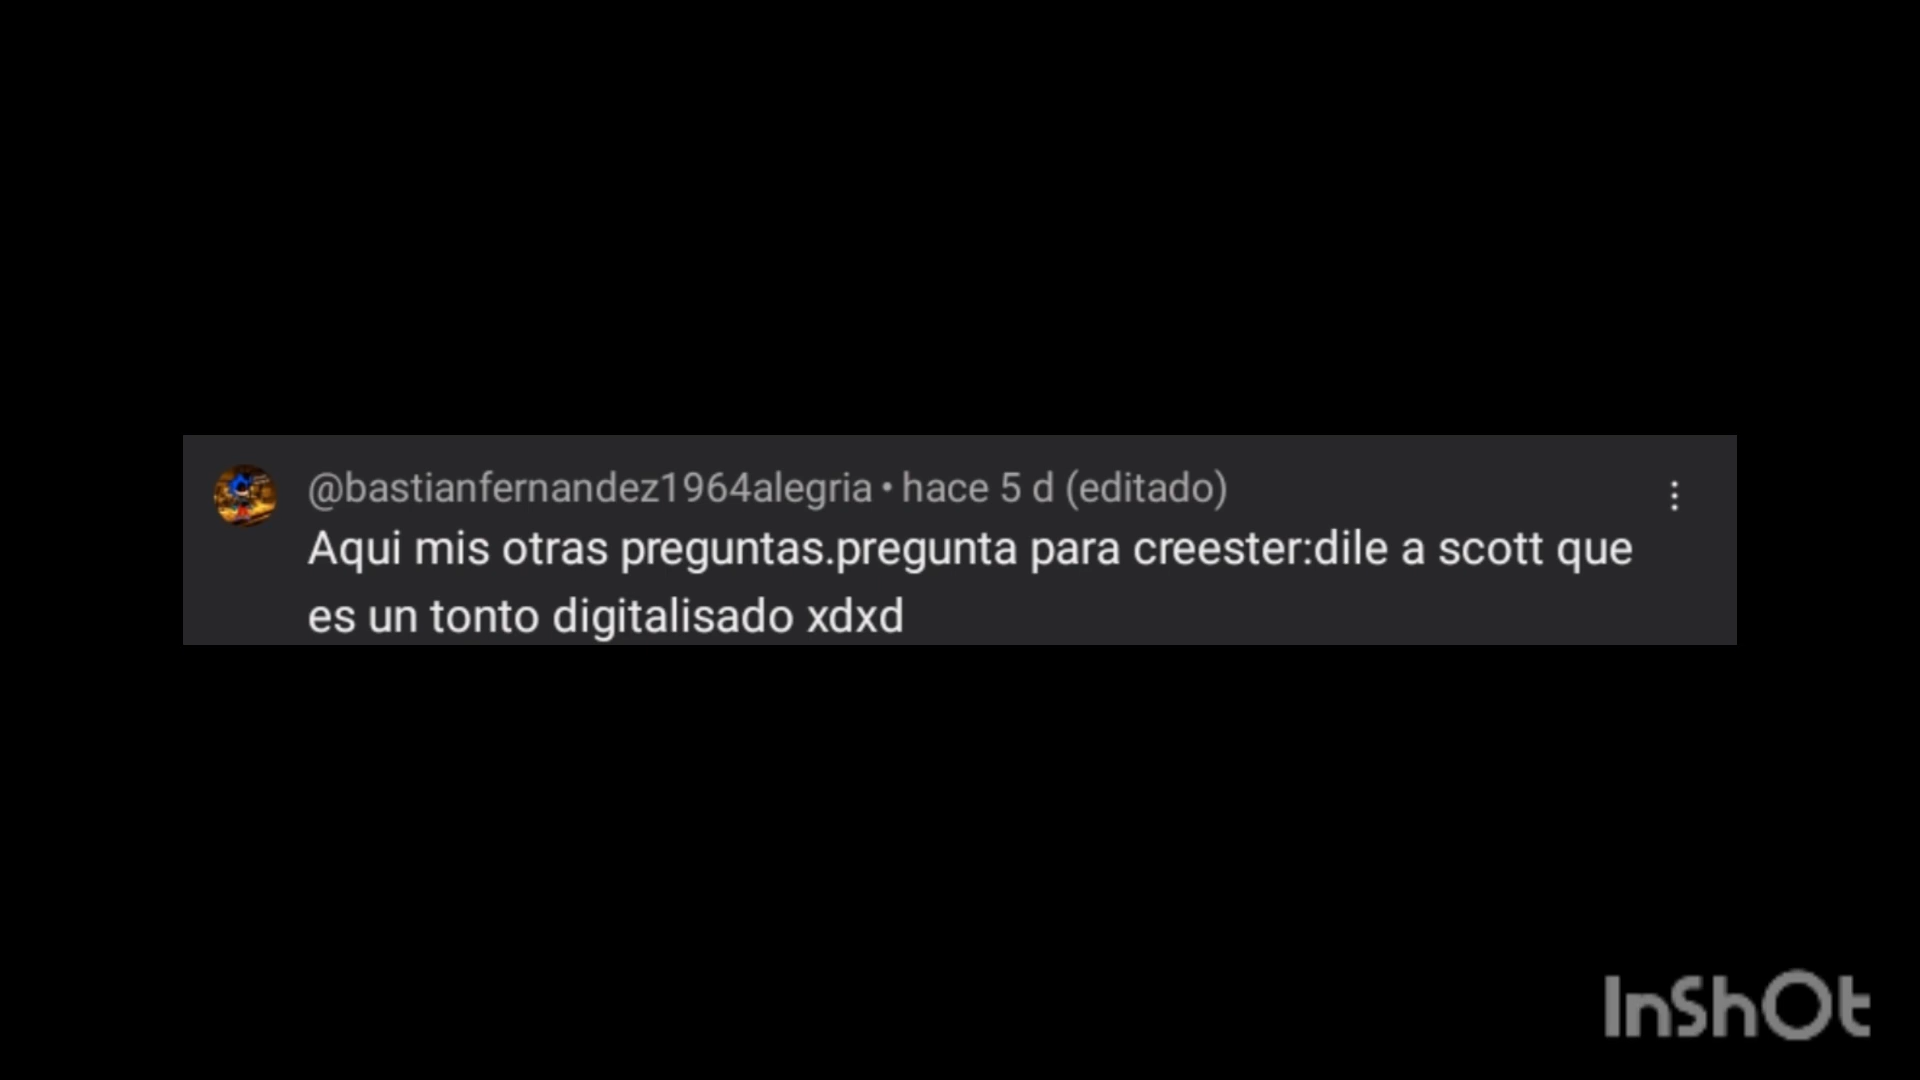 @bastianfernandez1964alegria • hace 5 d (editado)
Aqui mis otras preguntas.pregunta para creester:dile a scott que
es un tonto digitalisado xdxd
InShOt